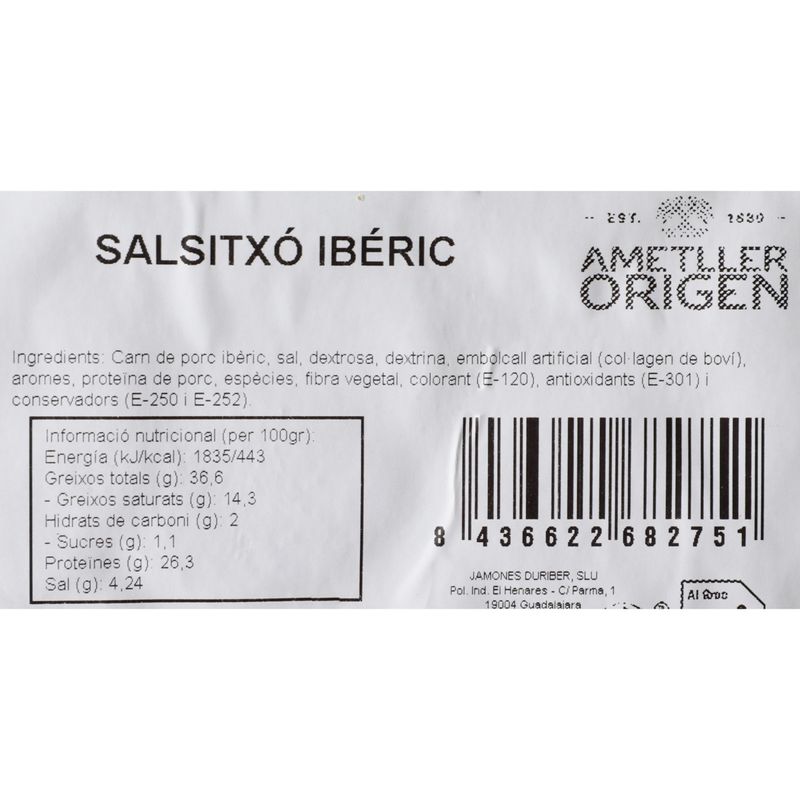 SALSITXÓ IBÉRIC
EST. 1830
AMETLLER
ORIGEN
Ingredients: Carn de porc ibèric, sal, dextrosa, dextrina, embolcall artificial (col·lagen de boví),
aromes, proteïna de porc, espècies, fibra vegetal, colorant (E-120), antioxidants (E-301) i
conservadors (E-250 i E-252).
Informació nutricional (per 100gr):
Energía (kJ/kcal): 1835/443
Greixos totals (g): 36,6
- Greixos saturats (g): 14,3
Hidrats de carboni (g): 2
- Sucres (g): 1,1
Proteïnes (g): 26,3
Sal (g): 4,24
8 436622 682751
JAMONES DURIBER, SLU
Pol. Ind. El Henares - C/ Parma, 1
19004 Guadalajara
Al